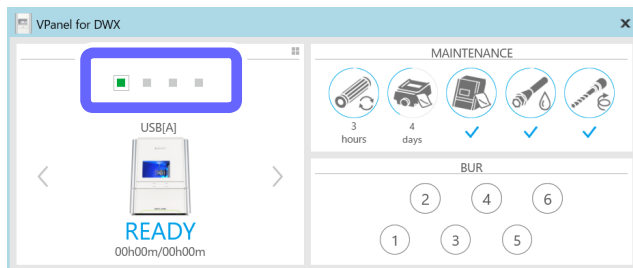 VPanel for DWX
MAINTENANCE
USB[A]
3
hours
4
days
READY
00h00m/00h00m
BUR
2
4
6
1
3
5